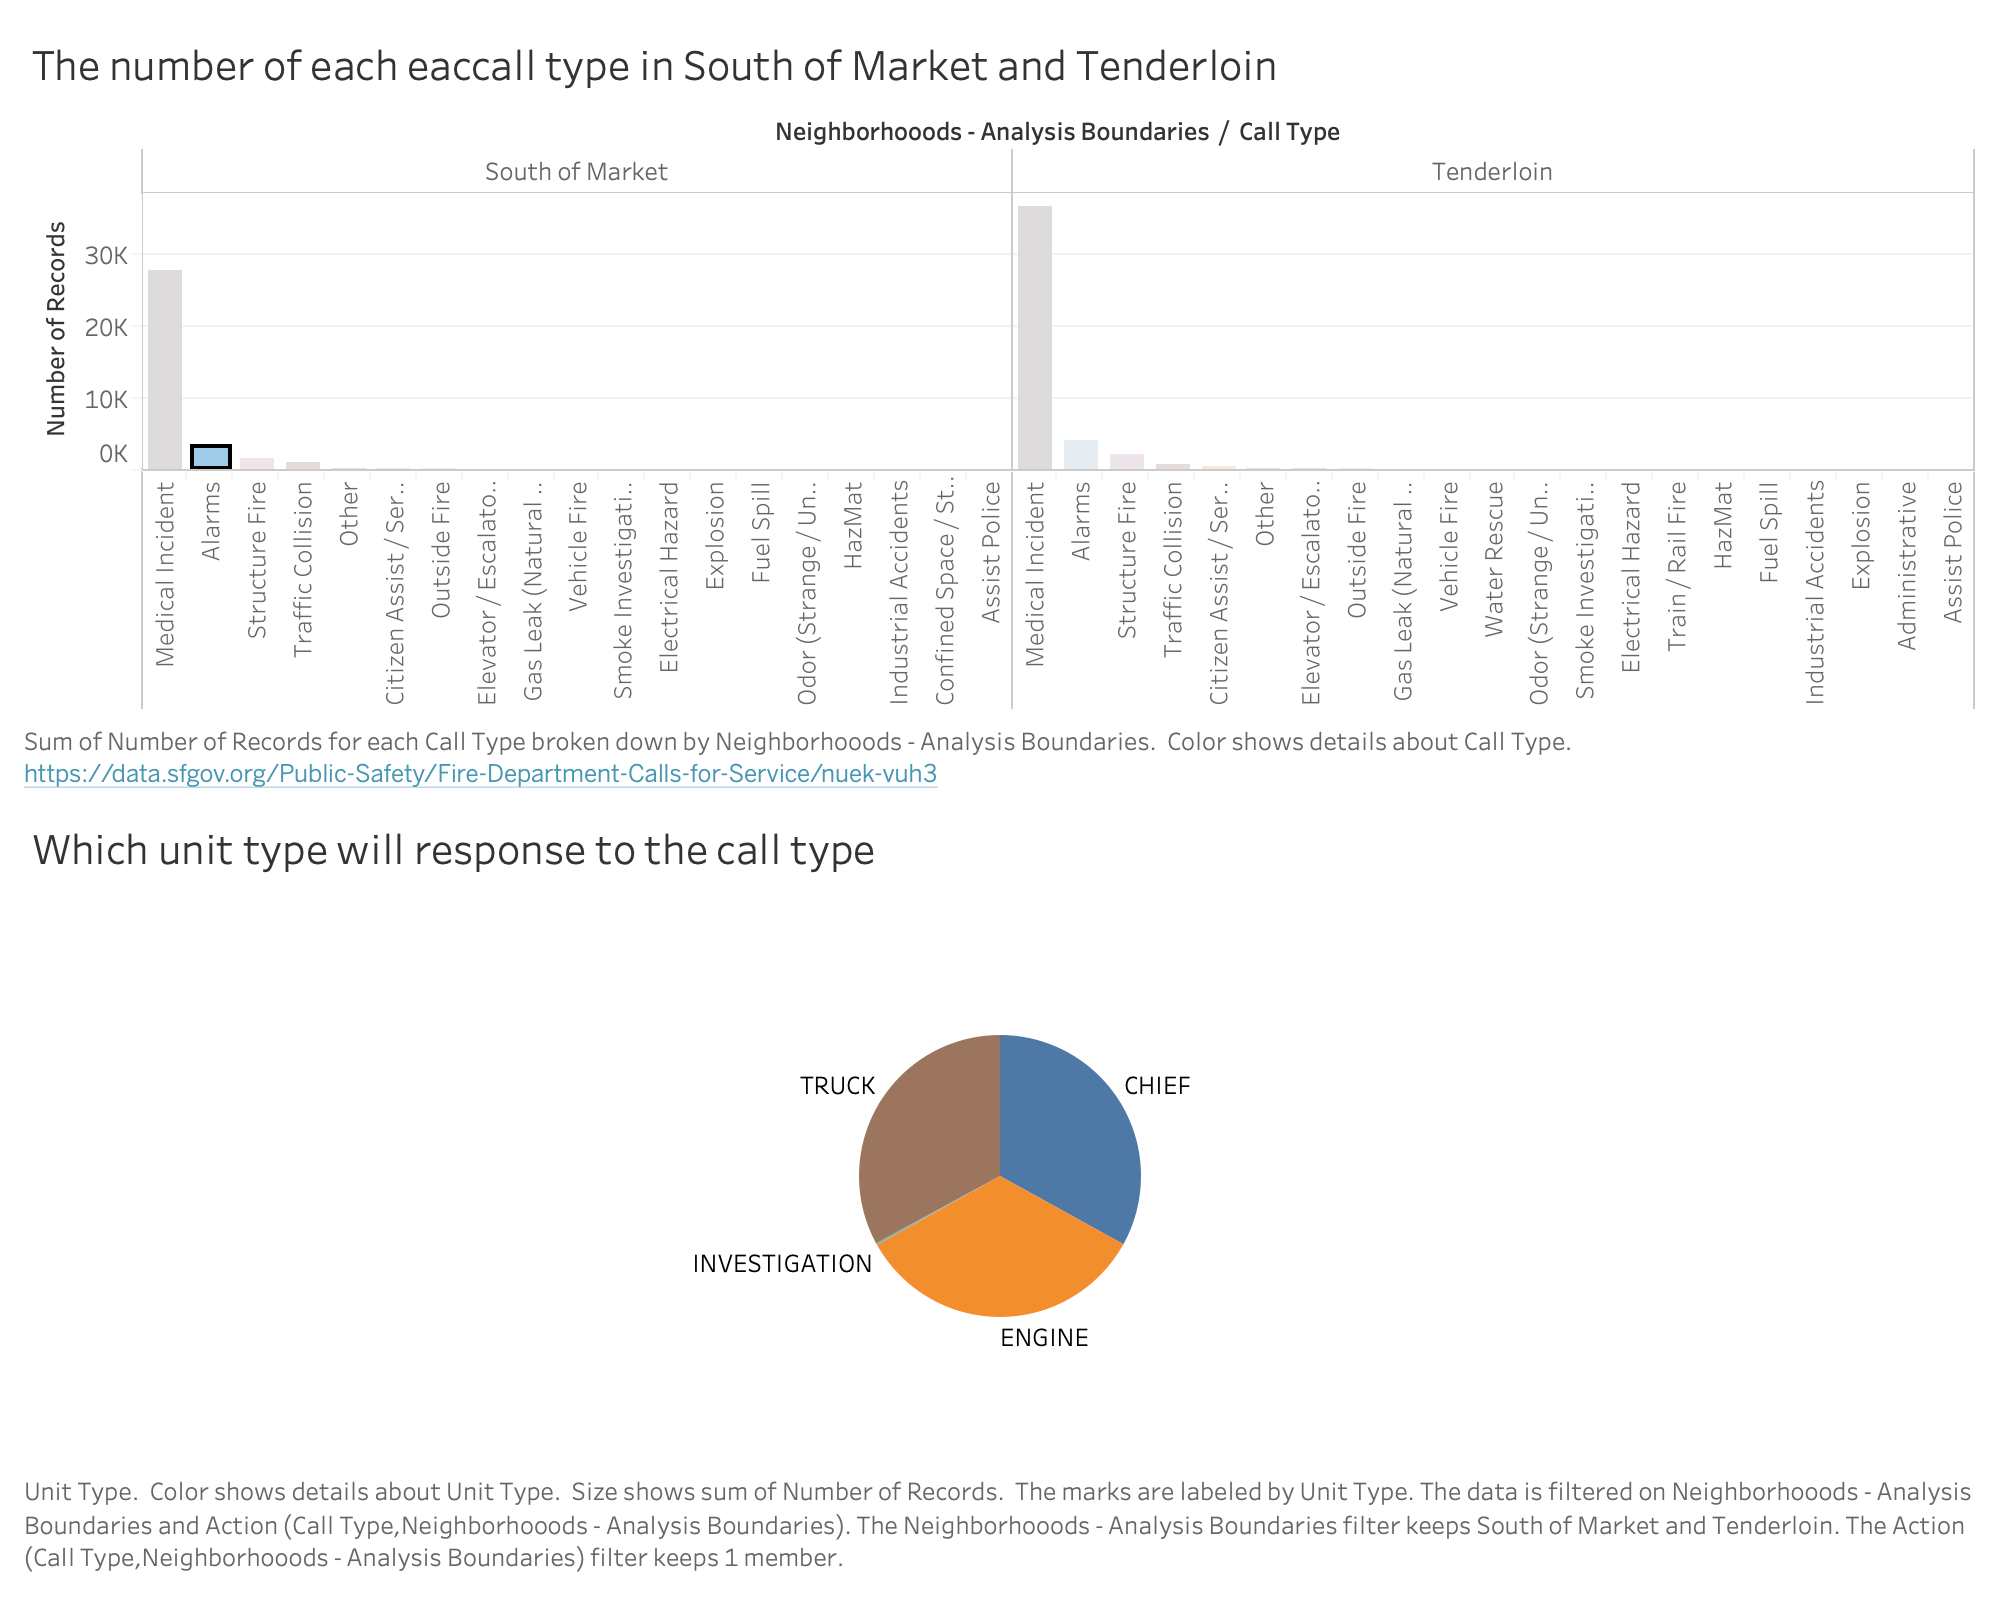 The number of each eaccall type in South of Market and Tenderloin
Neighborhooods - Analysis Boundaries / Call Type
South of Market
Tenderloin
Number of Records
30K
20K
10K
0K
Medical Incident
Alarms
Structure Fire
Traffic Collision
Other
Citizen Assist / Ser..
Outside Fire
Elevator / Escalato..
Gas Leak (Natural ..
Vehicle Fire
Smoke Investigati..
Electrical Hazard
Explosion
Fuel Spill
Odor (Strange / Un..
HazMat
Industrial Accidents
Confined Space / St..
Assist Police
Medical Incident
Alarms
Structure Fire
Traffic Collision
Citizen Assist / Ser..
Other
Elevator / Escalato..
Outside Fire
Gas Leak (Natural ..
Vehicle Fire
Water Rescue
Odor (Strange / Un..
Smoke Investigati..
Electrical Hazard
Train / Rail Fire
HazMat
Fuel Spill
Industrial Accidents
Explosion
Administrative
Assist Police
Sum of Number of Records for each Call Type broken down by Neighborhooods - Analysis Boundaries.  Color shows details about Call Type.
https://data.sfgov.org/Public-Safety/Fire-Department-Calls-for-Service/nuek-vuh3
Which unit type will response to the call type
TRUCK
CHIEF
INVESTIGATION
ENGINE
Unit Type.  Color shows details about Unit Type.  Size shows sum of Number of Records.  The marks are labeled by Unit Type. The data is filtered on Neighborhooods - Analysis
Boundaries and Action (Call Type,Neighborhooods - Analysis Boundaries). The Neighborhooods - Analysis Boundaries filter keeps South of Market and Tenderloin. The Action
(Call Type,Neighborhooods - Analysis Boundaries) filter keeps 1 member.